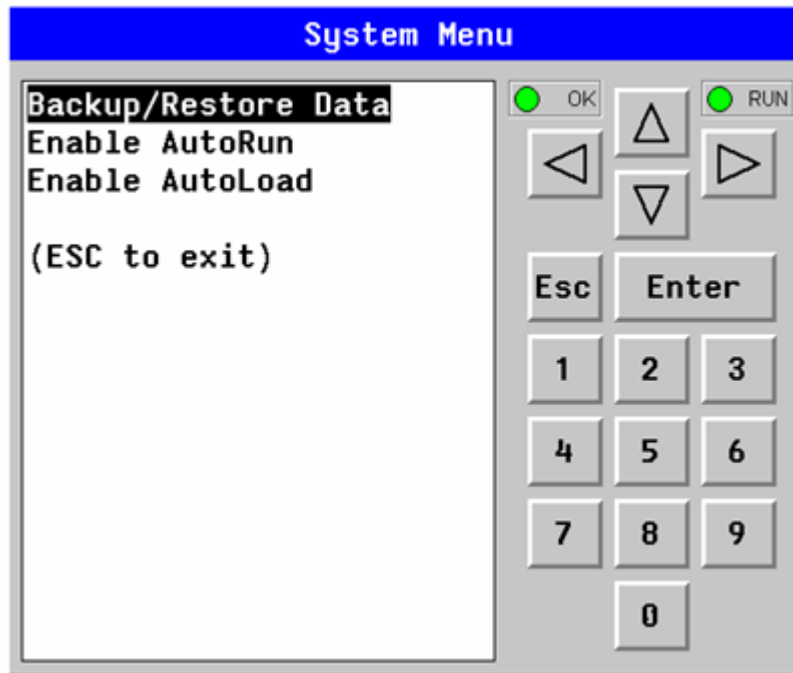 System Menu
Backup/Restore Data
Enable AutoRun
Enable AutoLoad
(ESC to exit)
OK
RUN
Esc
Enter
1 2 3
4 5 6
7 8 9
0